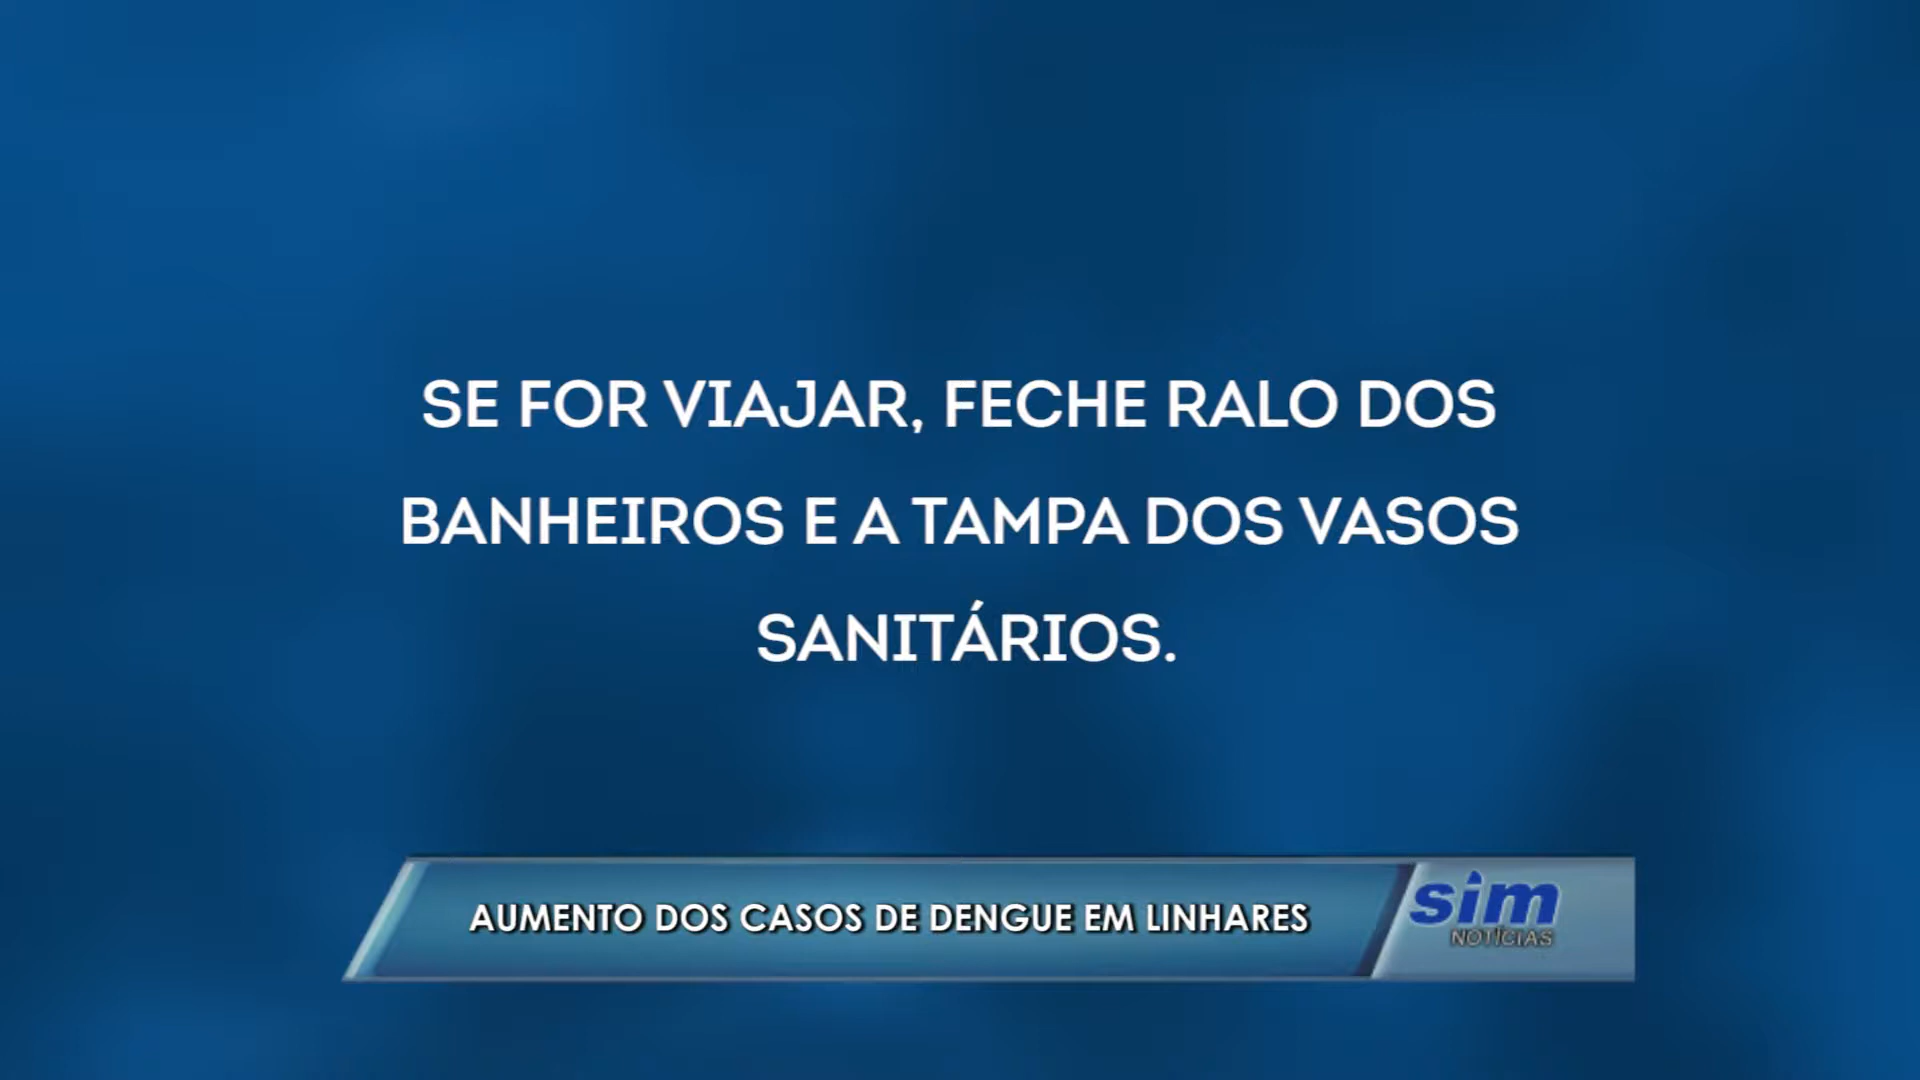 SE FOR VIAJAR, FECHE RALO DOS
BANHEIROS E A TAMPA DOS VASOS
SANITÁRIOS.
AUMENTO DOS CASOS DE DENGUE EM LINHARES
sim
NOTÍCIAS